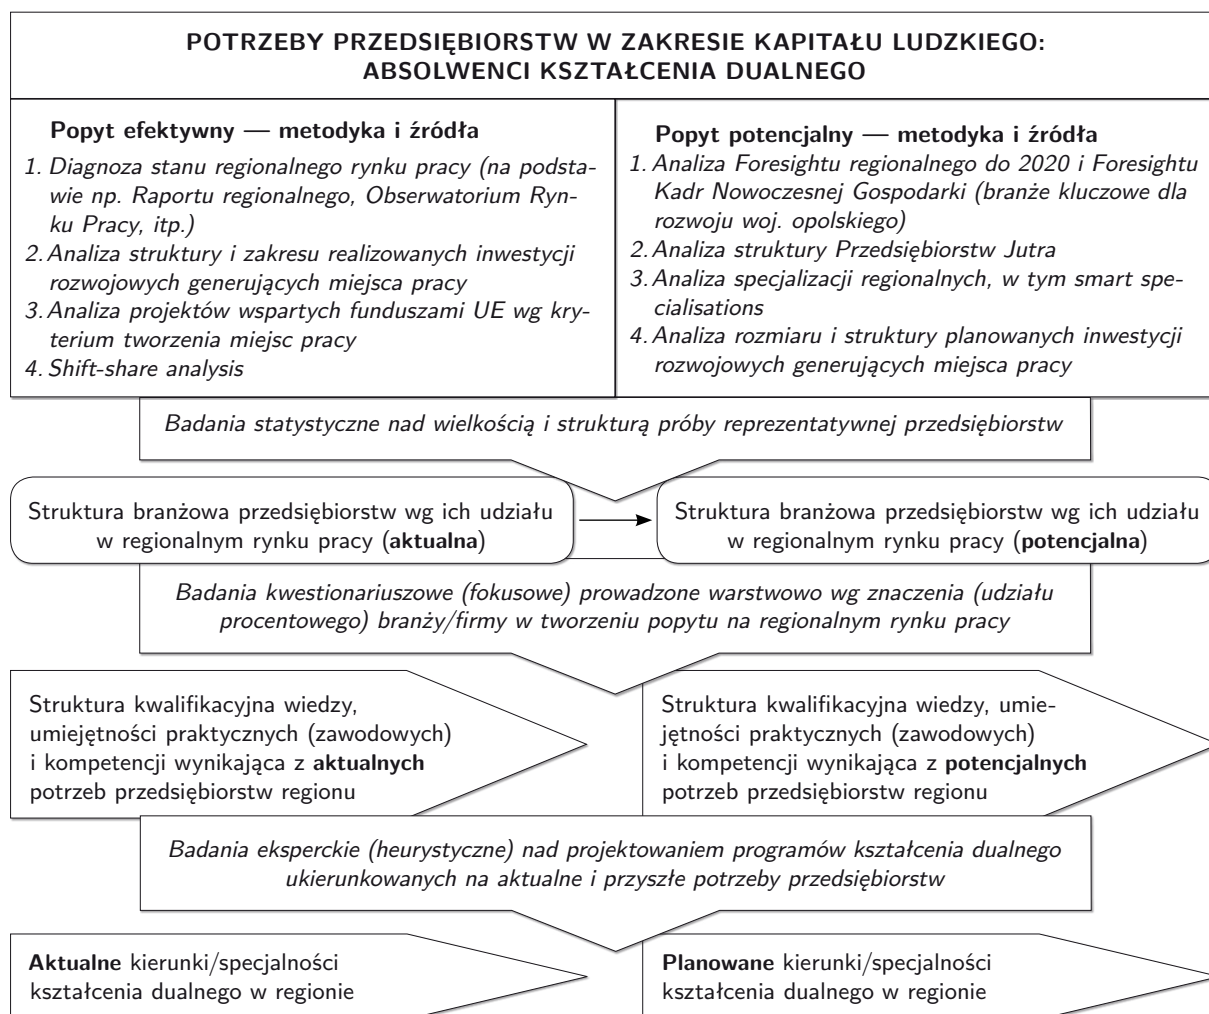 POTRZEBY PRZEDSIĘBIORSTW W ZAKRESIE KAPITAŁU LUDZKIEGO:
ABSOLWENCI KSZTAŁCENIA DUALNEGO
Popyt efektywny — metodyka i źródła
1. Diagnoza stanu regionalnego rynku pracy (na podsta-
wie np. Raportu regionalnego, Obserwatorium Ryn-
ku Pracy, itp.)
2. Analiza struktury i zakresu realizowanych inwestycji
rozwojowych generujących miejsca pracy
3. Analiza projektów wspartych funduszami UE wg kry-
terium tworzenia miejsc pracy
4. Shift-share analysis
Popyt potencjalny — metodyka i źródła
1. Analiza Foresightu regionalnego do 2020 i Foresightu
Kadr Nowoczesnej Gospodarki (branże kluczowe dla
rozwoju woj. opolskiego)
2. Analiza struktury Przedsiębiorstw Jutra
3. Analiza specjalizacji regionalnych, w tym smart spe-
cialisations
4. Analiza rozmiaru i struktury planowanych inwestycji
rozwojowych generujących miejsca pracy
Badania statystyczne nad wielkością i strukturą próby reprezentatywnej przedsiębiorstw
Struktura branżowa przedsiębiorstw wg ich udziału
w regionalnym rynku pracy (aktualna)
Struktura branżowa przedsiębiorstw wg ich udziału
w regionalnym rynku pracy (potencjalna)
Badania kwestionariuszowe (fokusowe) prowadzone warstwowo wg znaczenia (udziału
procentowego) branży/firmy w tworzeniu popytu na regionalnym rynku pracy
Struktura kwalifikacyjna wiedzy,
umiejętności praktycznych (zawodowych)
i kompetencji wynikająca z aktualnych
potrzeb przedsiębiorstw regionu
Struktura kwalifikacyjna wiedzy, umie-
jętności praktycznych (zawodowych)
i kompetencji wynikająca z potencjalnych
potrzeb przedsiębiorstw regionu
Badania eksperckie (heurystyczne) nad projektowaniem programów kształcenia dualnego
ukierunkowanych na aktualne i przyszłe potrzeby przedsiębiorstw
Aktualne kierunki/specjalności
kształcenia dualnego w regionie
Planowane kierunki/specjalności
kształcenia dualnego w regionie